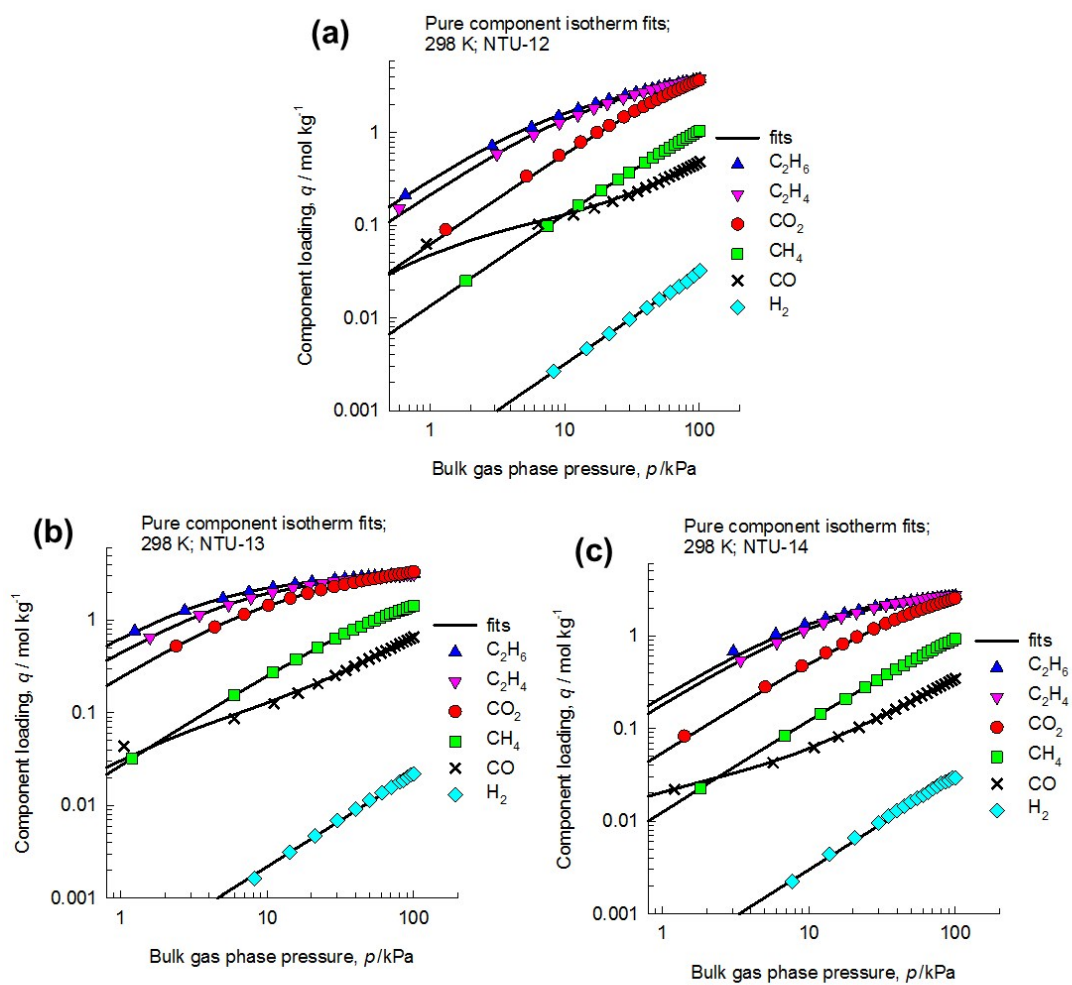 (a)
Pure component isotherm fits;
298 K; NTU-12
Component loading, q / mol kg⁻¹
1
0.1
0.01
0.001
1
10
100
Bulk gas phase pressure, p/kPa
fits
C₂H₆
C₂H₄
CO₂
CH₄
CO
H₂
(b)
Pure component isotherm fits;
298 K; NTU-13
Component loading, q / mol kg⁻¹
1
0.1
0.01
0.001
1
10
100
Bulk gas phase pressure, p/kPa
fits
C₂H₆
C₂H₄
CO₂
CH₄
CO
H₂
(c)
Pure component isotherm fits;
298 K; NTU-14
Component loading, q / mol kg⁻¹
1
0.1
0.01
0.001
1
10
100
Bulk gas phase pressure, p/kPa
fits
C₂H₆
C₂H₄
CO₂
CH₄
CO
H₂